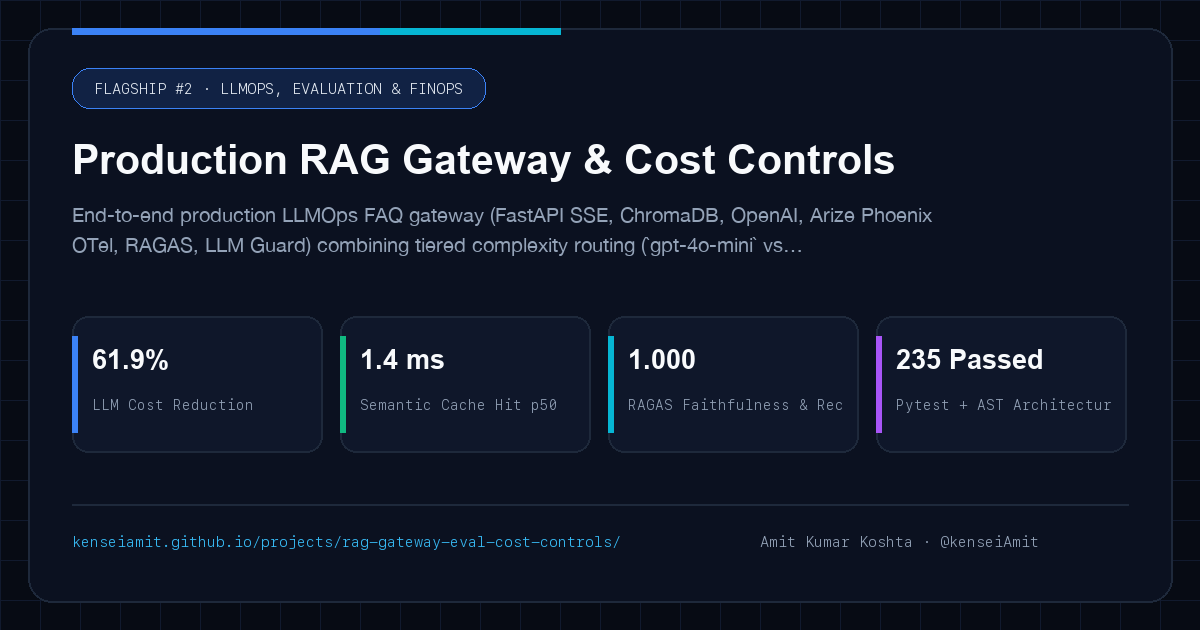 FLAGSHIP #2 · LLMOPS, EVALUATION & FINOPS
Production RAG Gateway & Cost Controls
End-to-end production LLMOps FAQ gateway (FastAPI SSE, ChromaDB, OpenAI, Arize Phoenix
OTel, RAGAS, LLM Guard) combining tiered complexity routing (`gpt-4o-mini` vs…
61.9%
LLM Cost Reduction
1.4 ms
Semantic Cache Hit p50
1.000
RAGAS Faithfulness & Rec
235 Passed
Pytest + AST Architectur
kenseiamit.github.io/projects/rag-gateway-eval-cost-controls/
Amit Kumar Koshta · @kenseiAmit